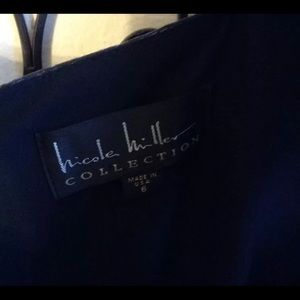 Nicole Miller
COLLECTION
MADE IN
U.S.A.
6